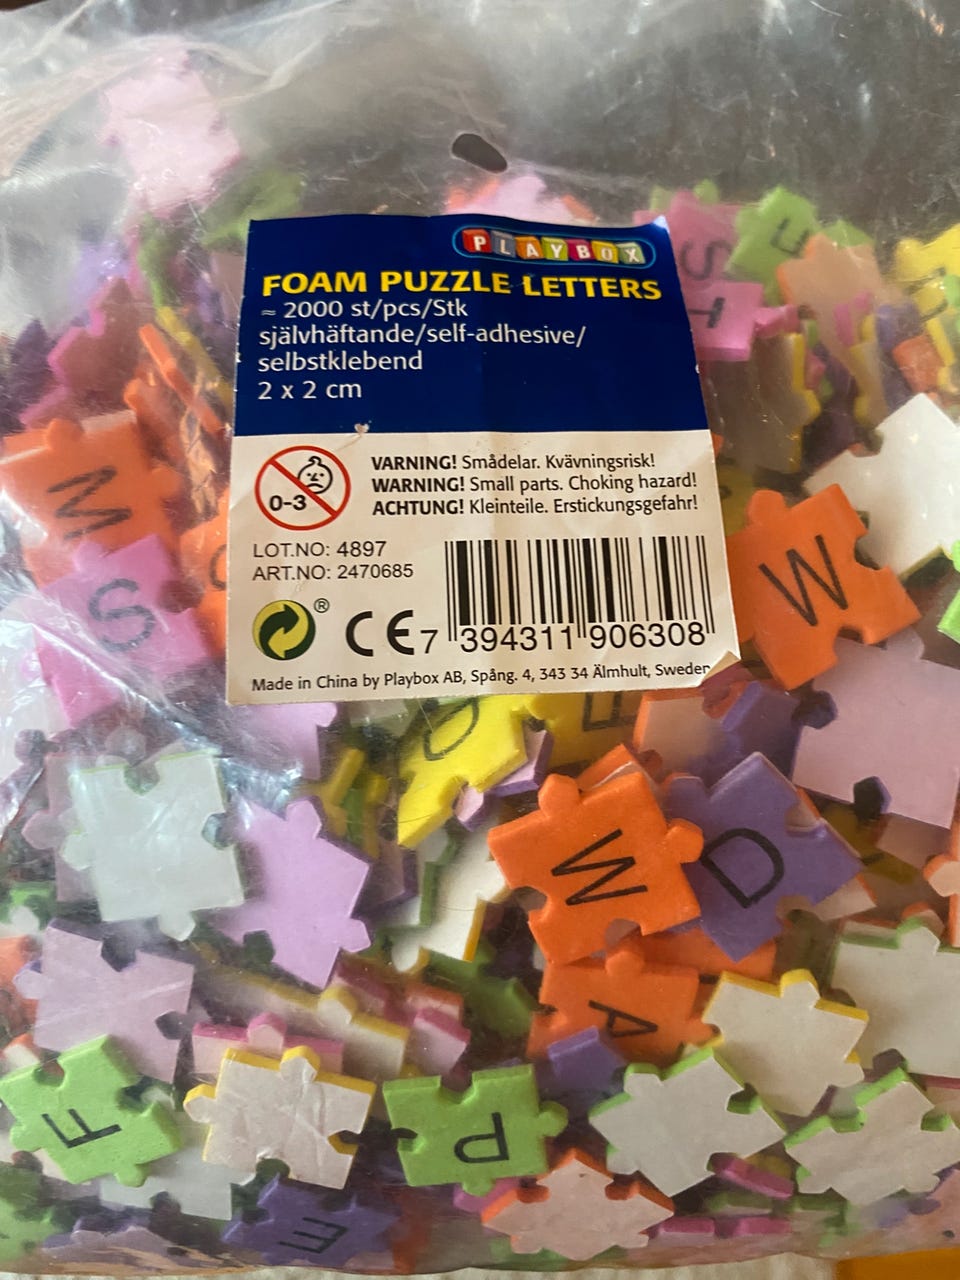 PLAYBOX
FOAM PUZZLE LETTERS
≈ 2000 st/pcs/Stk
självhäftande/self-adhesive/
selbstklebend
2 x 2 cm
0-3
VARNING! Smådelar. Kvävningsrisk!
WARNING! Small parts. Choking hazard!
ACHTUNG! Kleinteile. Erstickungsgefahr!
LOT.NO: 4897
ART.NO: 2470685
®
CE
7 394311 906308
Made in China by Playbox AB, Spång. 4, 343 34 Älmhult, Sweden
S
T
M
S
W
W
D
A
F
P
E